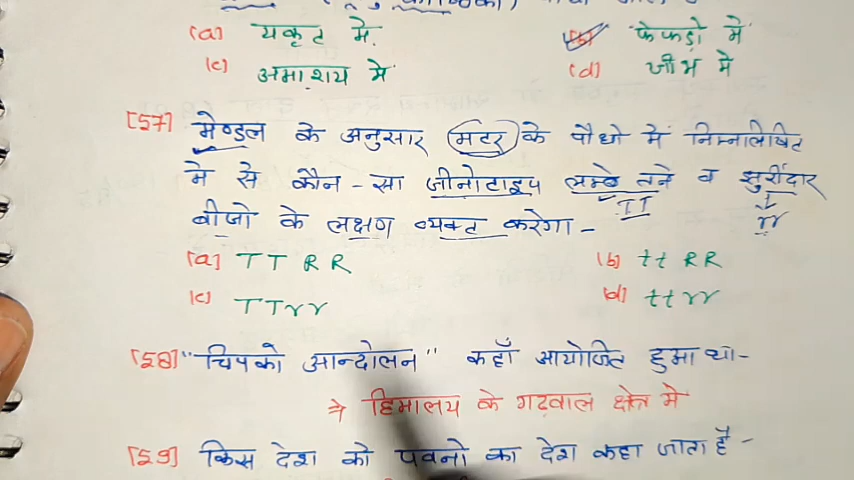 (a) यकृत में (b) फेफड़ो में
(c) अमाशय में (d) जीभ में
[57] मेण्डल के अनुसार मटर के पौधो में निम्नलिखित
में से कौन-सा जीनोटाइप लम्बे तने व झुर्रीदार
TT
rr
बीजो के लक्षण व्यक्त करेगा-
(a) TTRR (b) ttRR
(c) TTrr (d) ttrr
[58] "चिपको आन्दोलन" कहाँ आयोजित हुआ था-
⇒ हिमालय के गढ़वाल क्षेत्र में
[59] किस देश को पवनो का देश कहा जाता है-